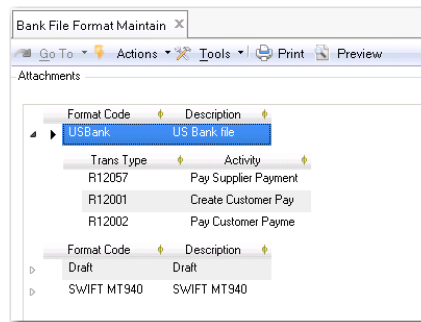 Bank File Format Maintain
Go To Actions Tools Print Preview
Attachments
Format Code Description
USBank US Bank file
Trans Type Activity
R12057 Pay Supplier Payment
R12001 Create Customer Pay
R12002 Pay Customer Payme
Format Code Description
Draft Draft
SWIFT MT940 SWIFT MT940